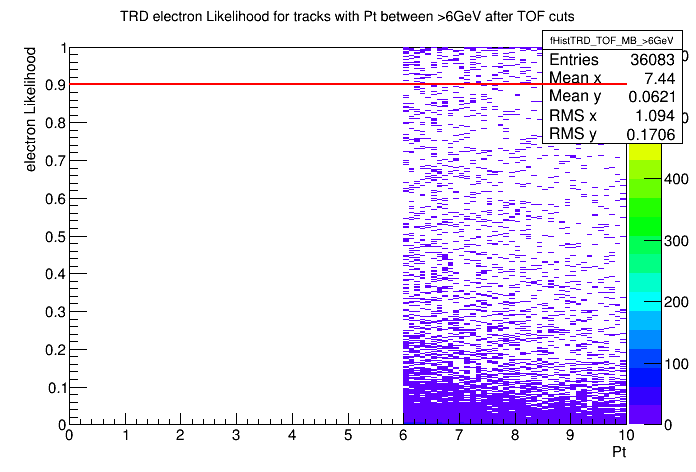 TRD electron Likelihood for tracks with Pt between >6GeV after TOF cuts
fHistTRD_TOF_MB_>6GeV
Entries 36083
Mean x 7.44
Mean y 0.0621
RMS x 1.094
RMS y 0.1706
electron Likelihood
1
0.9
0.8
0.7
0.6
0.5
0.4
0.3
0.2
0.1
0
0 1 2 3 4 5 6 7 8 9 10
Pt
400
300
200
100
0